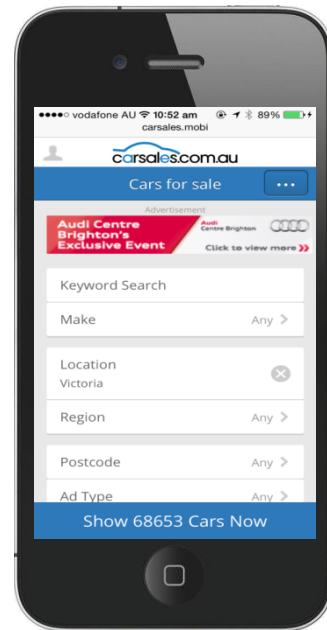 vodafone AU 10:52 am 89%
carsales.mobi
carsales.com.au
Cars for sale ...
Advertisement
Audi Centre
Brighton's
Exclusive Event
Audi
Centre Brighton
Click to view more
Keyword Search
Make Any
Location
Victoria
Region Any
Postcode Any
Ad Type Any
Show 68653 Cars Now